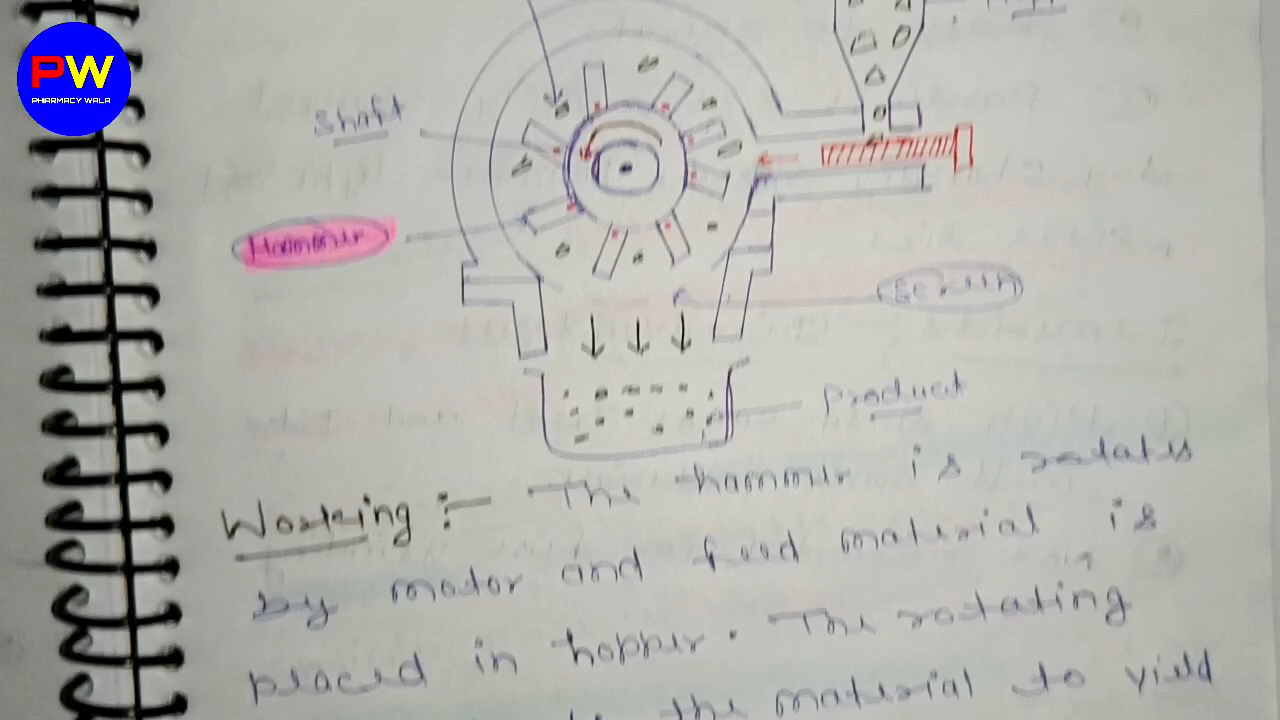 PW
PHARMACY WALA
Shaft
Hammer
Screen
Product
Working :- The hammer is rotates
by motor and feed material is
placed in hopper. The rotating
the material to yield